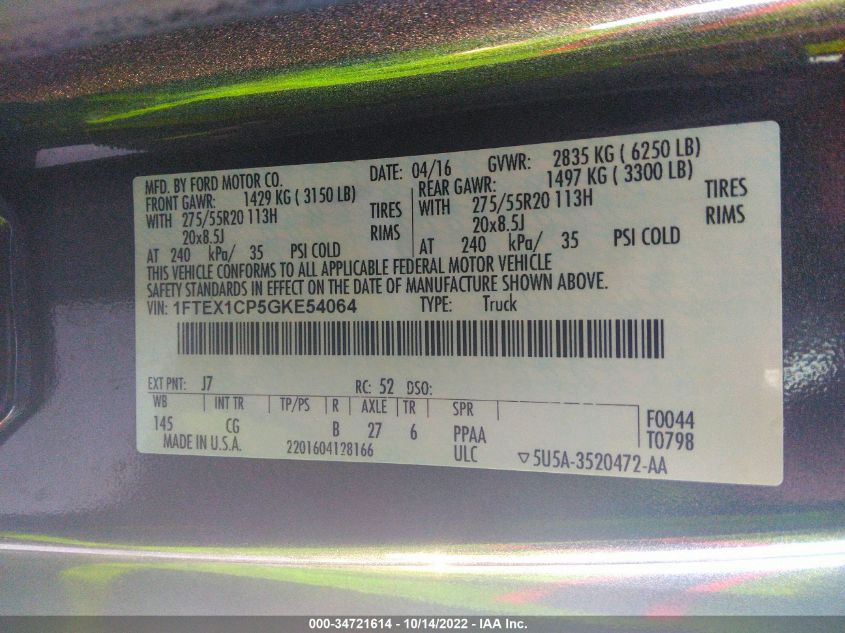 MFD. BY FORD MOTOR CO. DATE: 04/16 GVWR: 2835 KG ( 6250 LB)
FRONT GAWR: 1429 KG ( 3150 LB) REAR GAWR: 1497 KG ( 3300 LB)
WITH 275/55R20 113H TIRES WITH 275/55R20 113H TIRES
20x8.5J RIMS 20x8.5J RIMS
AT 240 kPa/ 35 PSI COLD AT 240 kPa/ 35 PSI COLD
THIS VEHICLE CONFORMS TO ALL APPLICABLE FEDERAL MOTOR VEHICLE
SAFETY STANDARDS IN EFFECT ON THE DATE OF MANUFACTURE SHOWN ABOVE.
VIN: 1FTEX1CP5GKE54064 TYPE: Truck
EXT PNT: J7 RC: 52 DSO:
WB INT TR TP/PS R AXLE TR SPR F0044
145 CG B 27 6 PPAA T0798
MADE IN U.S.A. 2201604128166 ULC ▽5U5A-3520472-AA
000-34721614 - 10/14/2022 - IAA Inc.